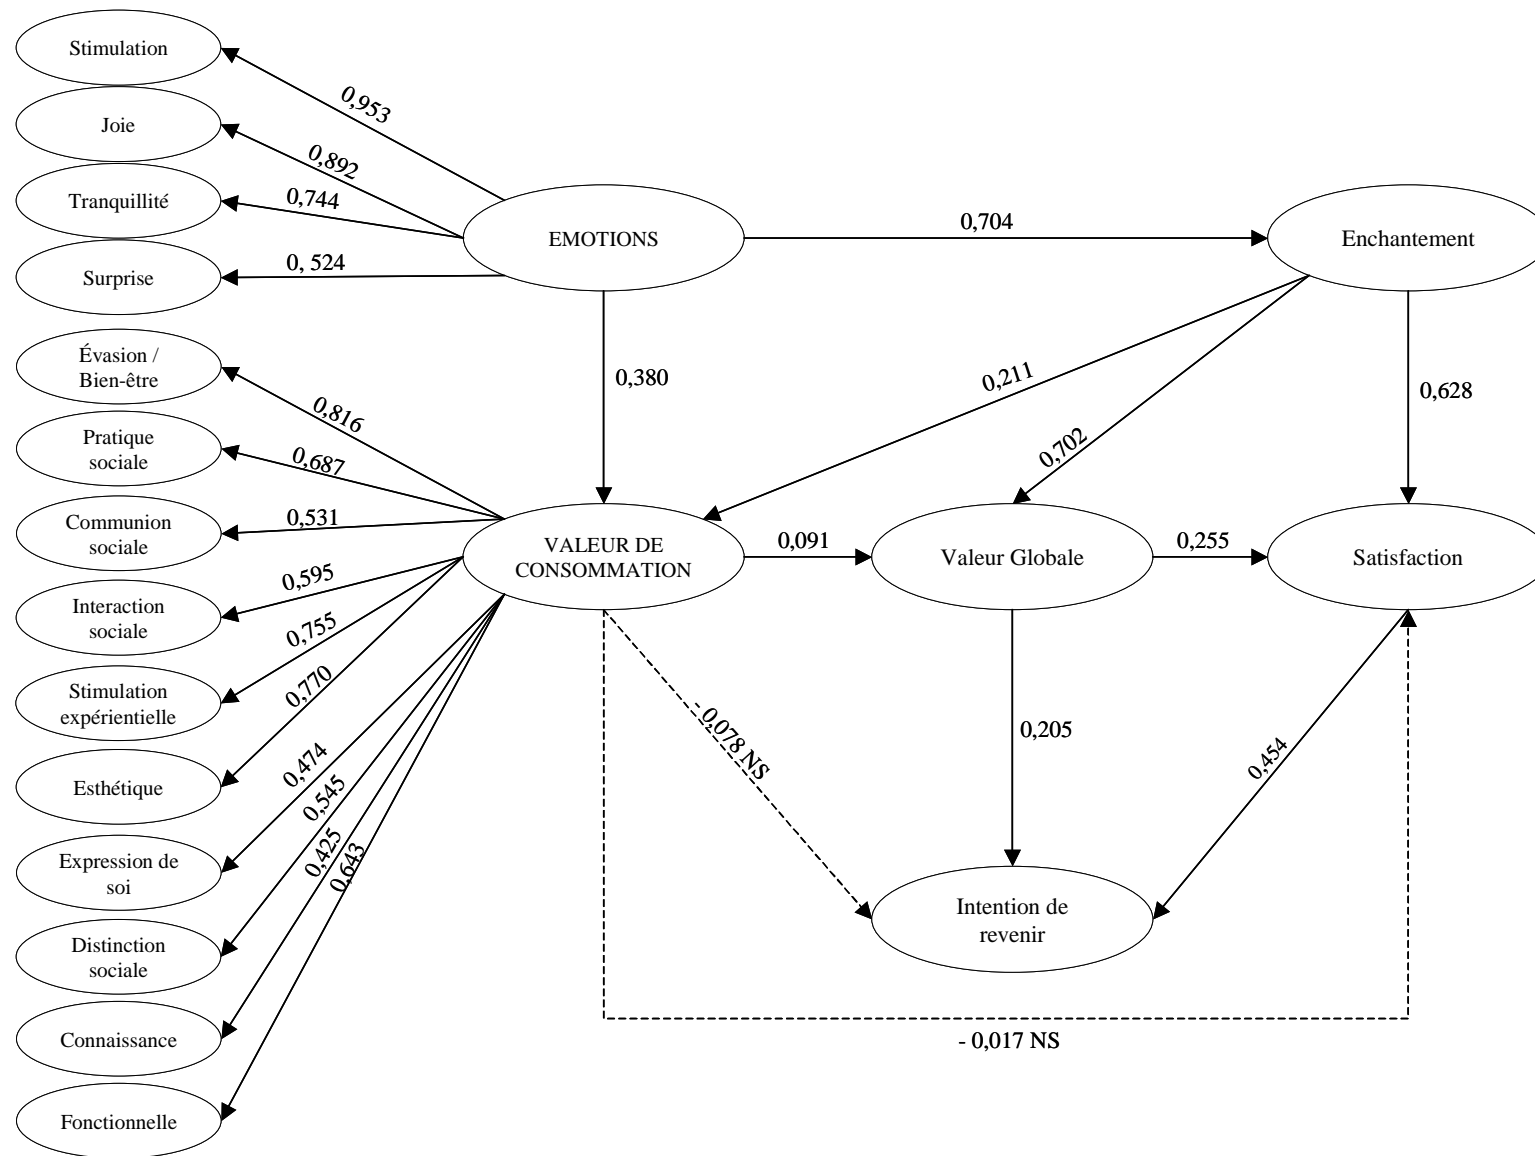 Stimulation
0,953
Joie
0,892
Tranquillité
0,744
Surprise
0, 524
EMOTIONS
0,704
Enchantement
Évasion /
Bien-être
0,816
0,380
0,211
0,702
0,628
Pratique
sociale
0,687
Communion
sociale
0,531
VALEUR DE
CONSOMMATION
0,091
Valeur Globale
0,255
Satisfaction
Interaction
sociale
0,595
Stimulation
expérientielle
0,755
Esthétique
0,770
- 0,078 NS
0,205
0,454
Expression de
soi
0,474
Distinction
sociale
0,545
Connaissance
0,425
Fonctionnelle
0,643
Intention de
revenir
- 0,017 NS